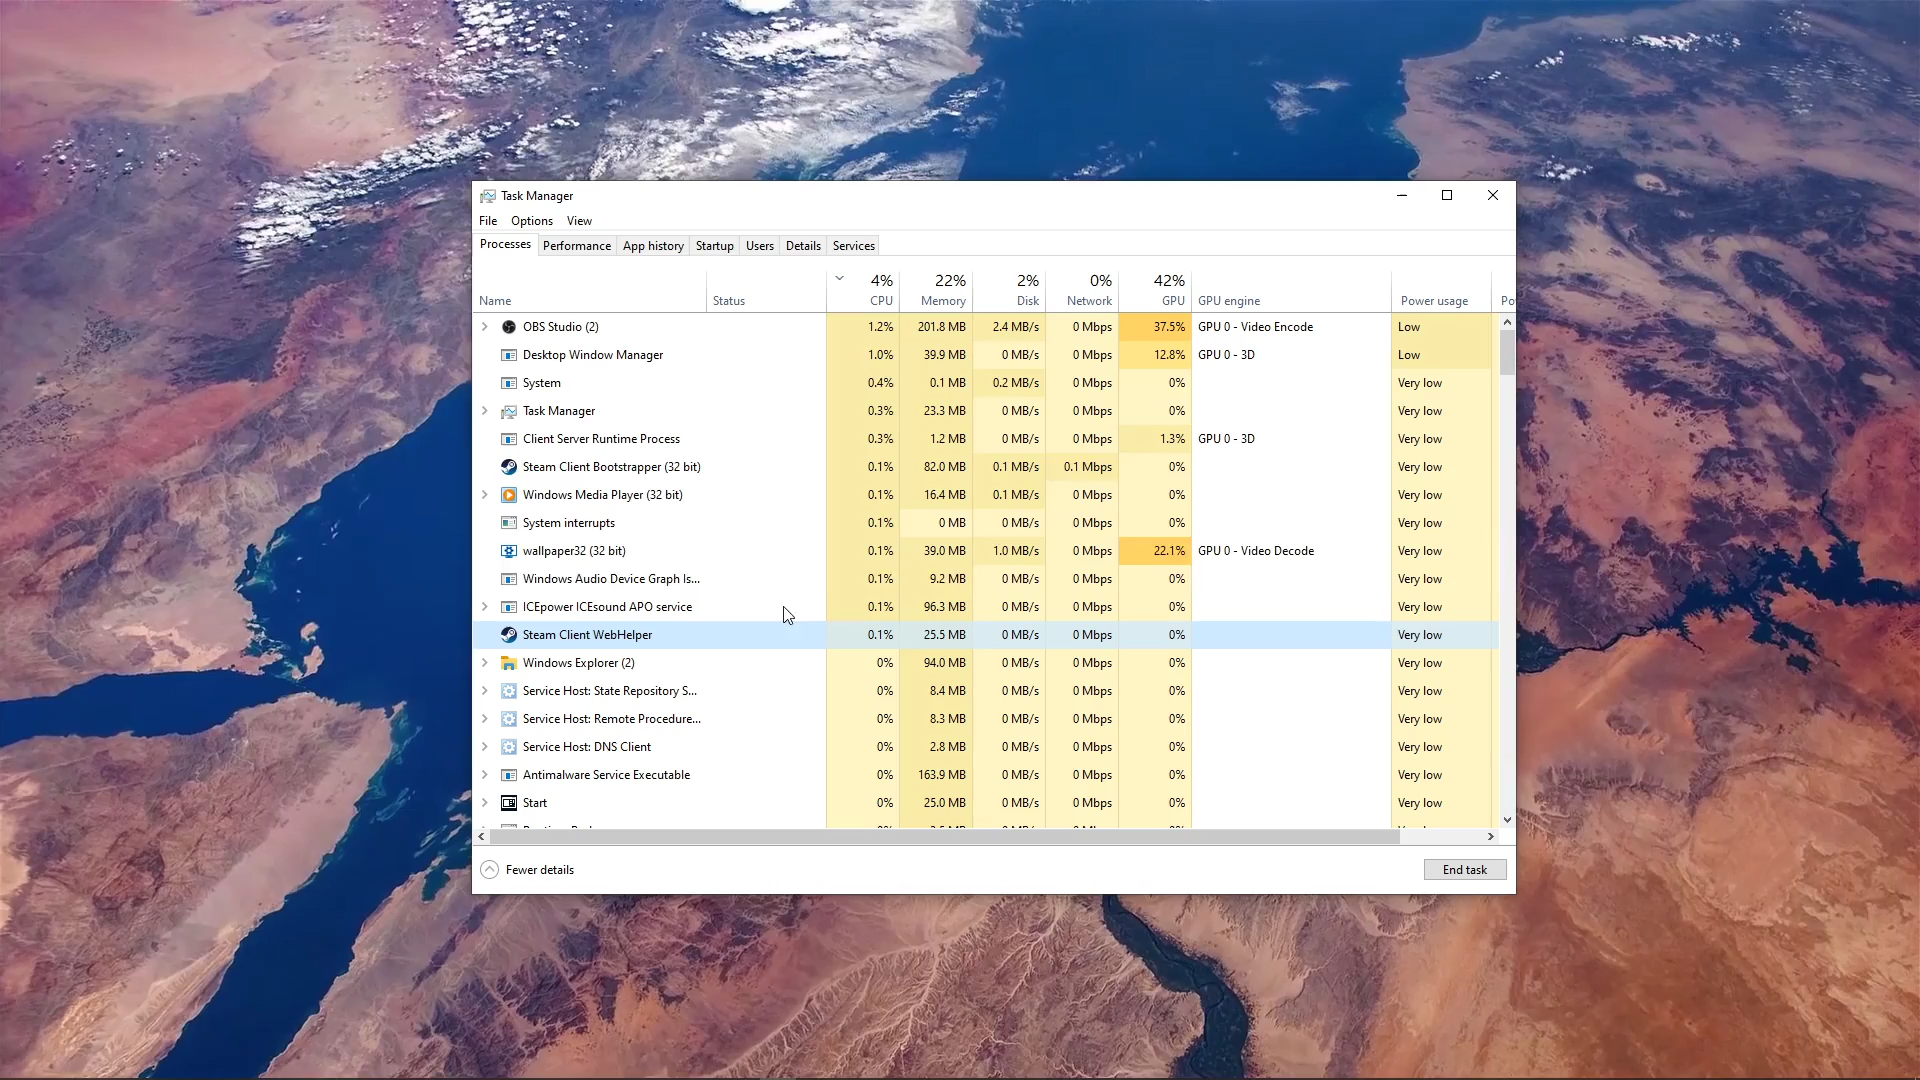 Task Manager
File Options View
Processes Performance App history Startup Users Details Services
4% 22% 2% 0% 42%
Name Status CPU Memory Disk Network GPU GPU engine Power usage Po
OBS Studio (2) 1.2% 201.8 MB 2.4 MB/s 0 Mbps 37.5% GPU 0 - Video Encode Low
Desktop Window Manager 1.0% 39.9 MB 0 MB/s 0 Mbps 12.8% GPU 0 - 3D Low
System 0.4% 0.1 MB 0.2 MB/s 0 Mbps 0% Very low
Task Manager 0.3% 23.3 MB 0 MB/s 0 Mbps 0% Very low
Client Server Runtime Process 0.3% 1.2 MB 0 MB/s 0 Mbps 1.3% GPU 0 - 3D Very low
Steam Client Bootstrapper (32 bit) 0.1% 82.0 MB 0.1 MB/s 0.1 Mbps 0% Very low
Windows Media Player (32 bit) 0.1% 16.4 MB 0.1 MB/s 0 Mbps 0% Very low
System interrupts 0.1% 0 MB 0 MB/s 0 Mbps 0% Very low
wallpaper32 (32 bit) 0.1% 39.0 MB 1.0 MB/s 0 Mbps 22.1% GPU 0 - Video Decode Very low
Windows Audio Device Graph Is... 0.1% 9.2 MB 0 MB/s 0 Mbps 0% Very low
ICEpower ICEsound APO service 0.1% 96.3 MB 0 MB/s 0 Mbps 0% Very low
Steam Client WebHelper 0.1% 25.5 MB 0 MB/s 0 Mbps 0% Very low
Windows Explorer (2) 0% 94.0 MB 0 MB/s 0 Mbps 0% Very low
Service Host: State Repository S... 0% 8.4 MB 0 MB/s 0 Mbps 0% Very low
Service Host: Remote Procedure... 0% 8.3 MB 0 MB/s 0 Mbps 0% Very low
Service Host: DNS Client 0% 2.8 MB 0 MB/s 0 Mbps 0% Very low
Antimalware Service Executable 0% 163.9 MB 0 MB/s 0 Mbps 0% Very low
Start 0% 25.0 MB 0 MB/s 0 Mbps 0% Very low
Fewer details End task